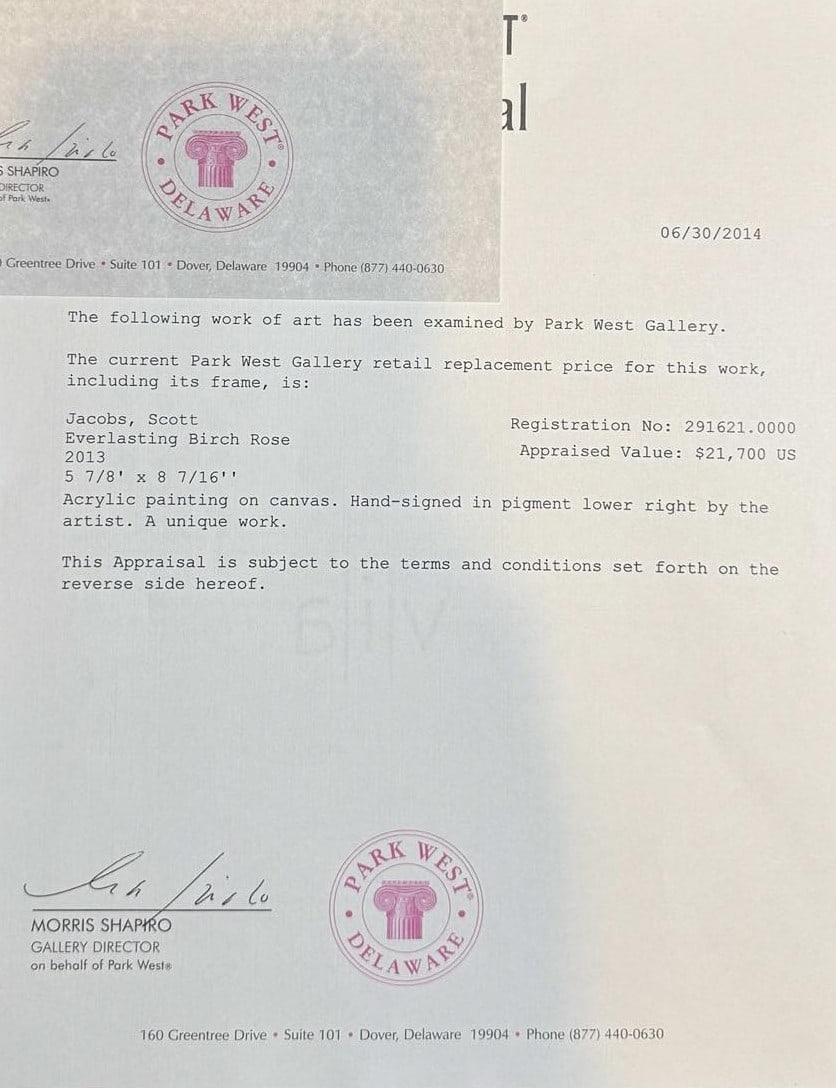 T®
al
PARK WEST®
DELAWARE
S SHAPIRO
DIRECTOR
of Park West®
Greentree Drive • Suite 101 • Dover, Delaware 19904 • Phone (877) 440-0630
06/30/2014
The following work of art has been examined by Park West Gallery.
The current Park West Gallery retail replacement price for this work,
including its frame, is:
Jacobs, Scott
Registration No: 291621.0000
Everlasting Birch Rose
Appraised Value: $21,700 US
2013
5 7/8' x 8 7/16''
Acrylic painting on canvas. Hand-signed in pigment lower right by the
artist. A unique work.
This Appraisal is subject to the terms and conditions set forth on the
reverse side hereof.
PARK WEST®
DELAWARE
MORRIS SHAPIRO
GALLERY DIRECTOR
on behalf of Park West®
160 Greentree Drive • Suite 101 • Dover, Delaware 19904 • Phone (877) 440-0630